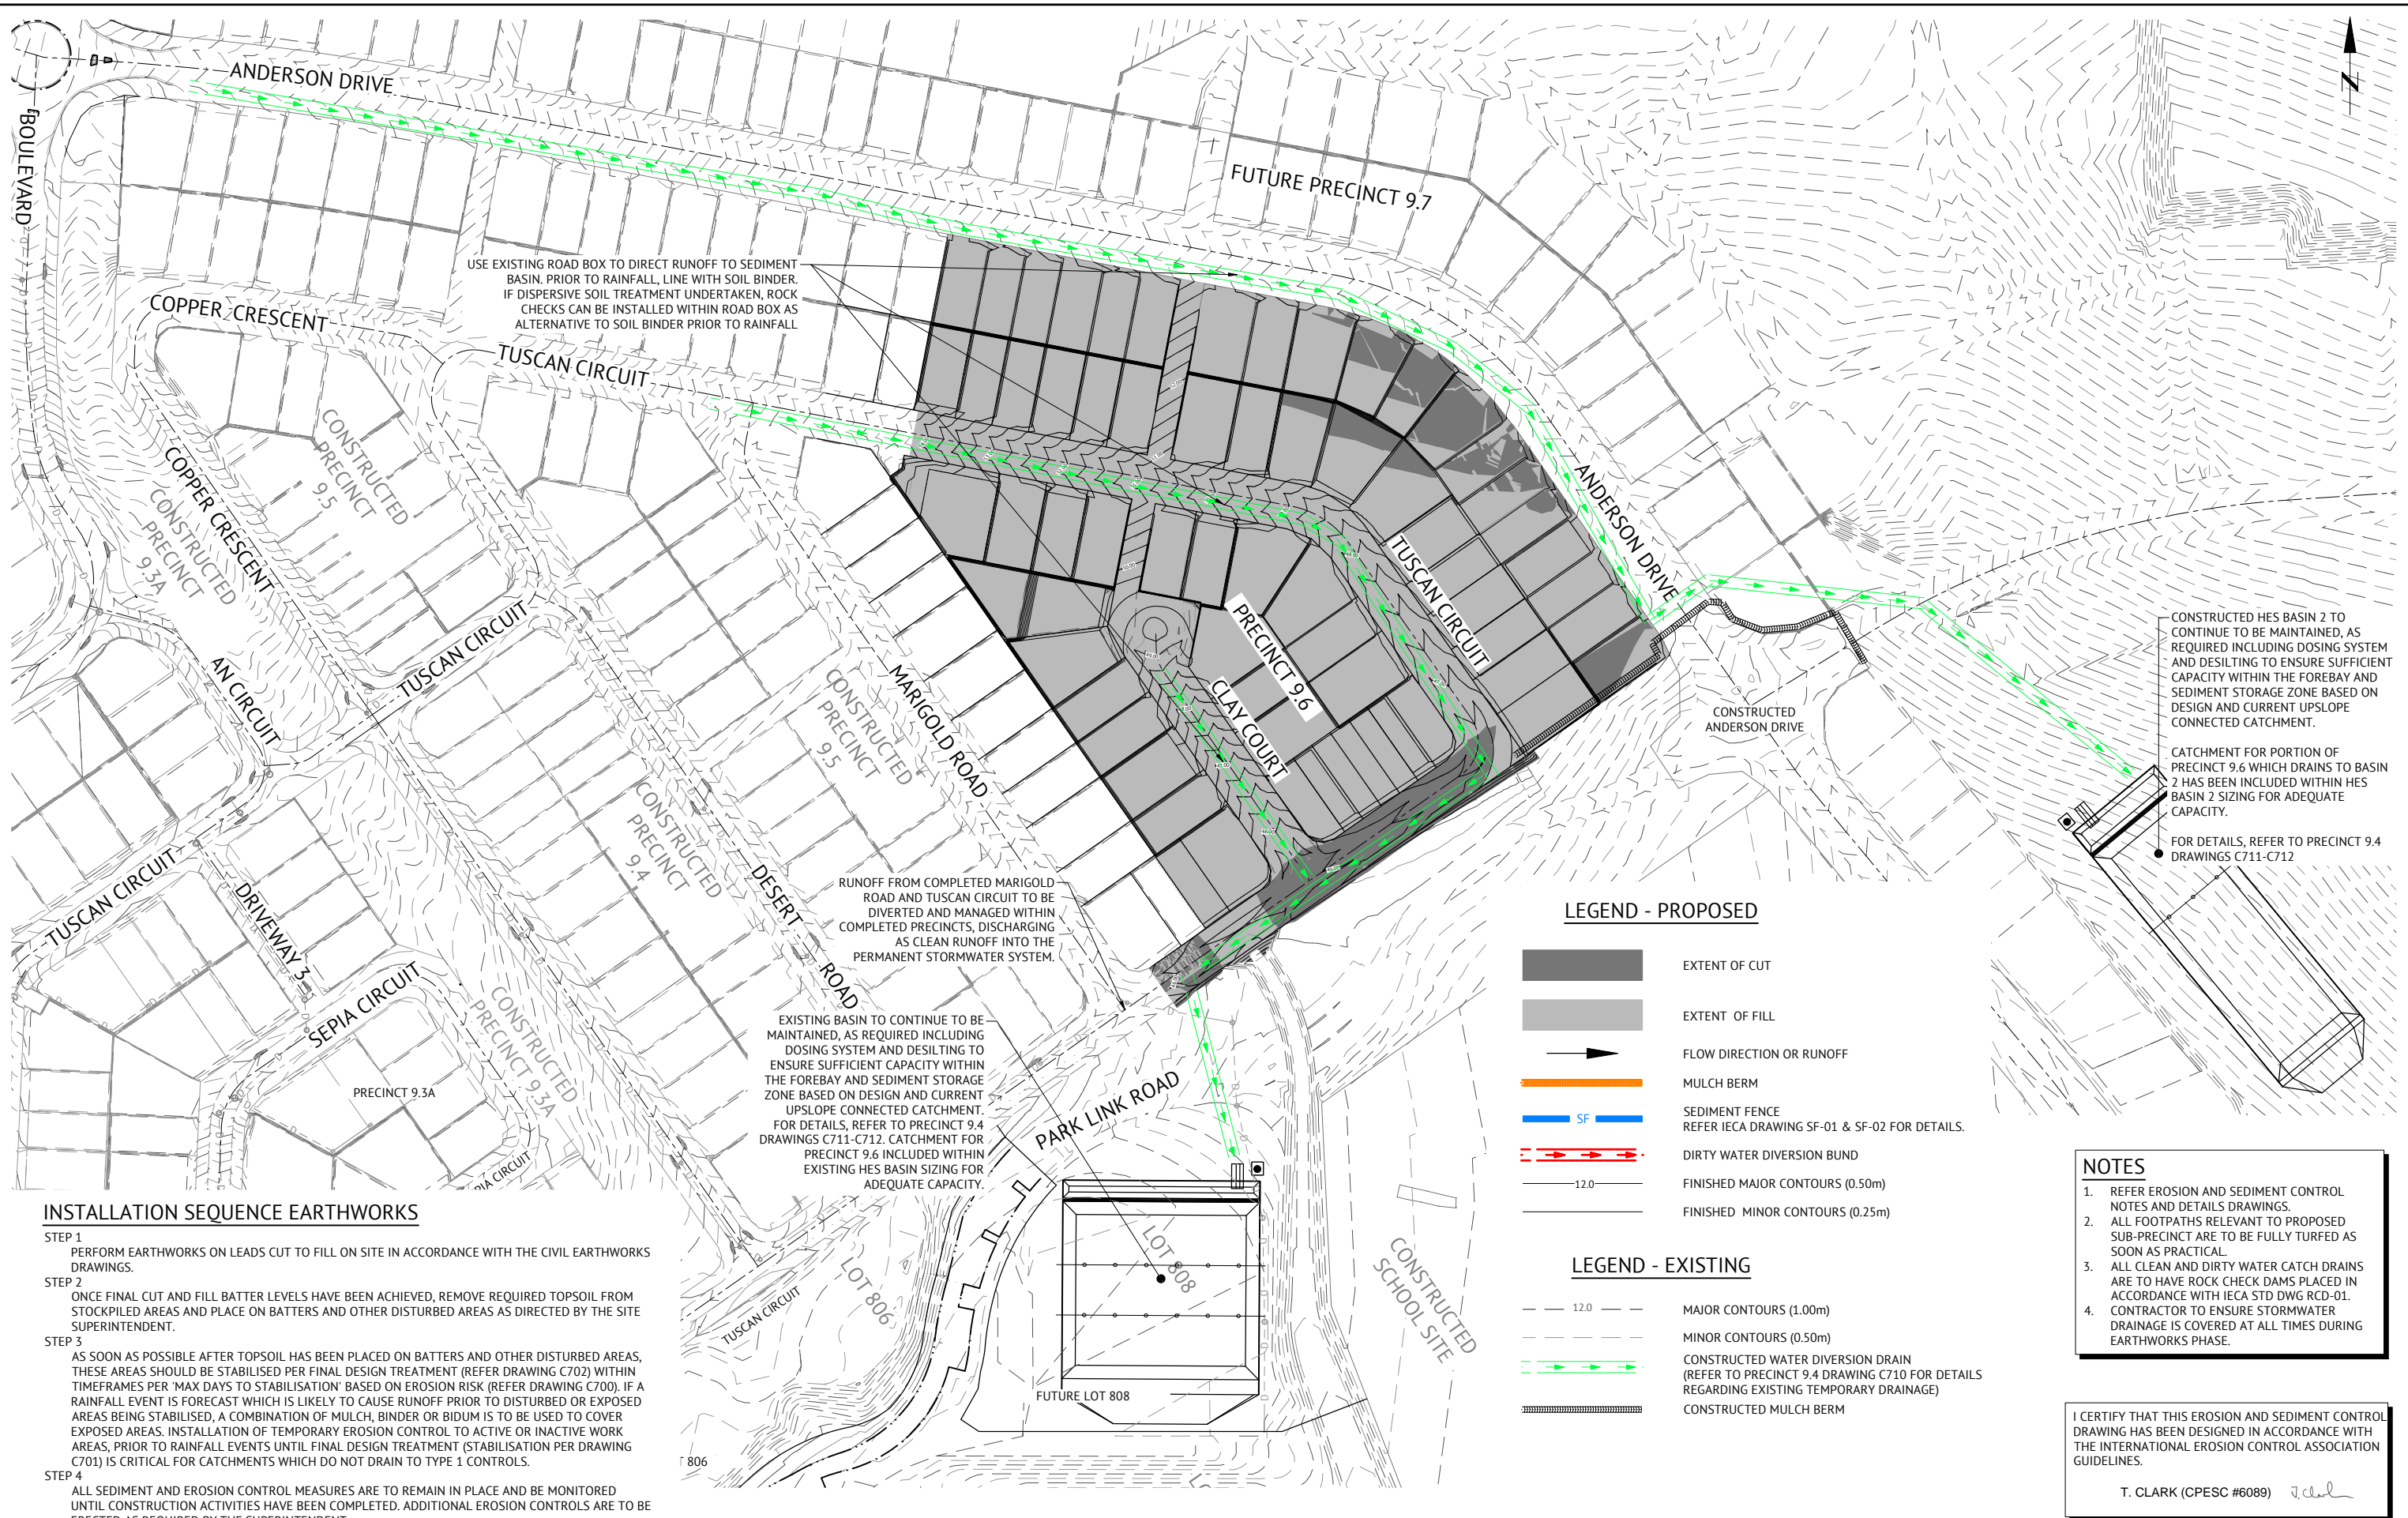 ANDERSON DRIVE
BOULEVARD
FUTURE PRECINCT 9.7
N
USE EXISTING ROAD BOX TO DIRECT RUNOFF TO SEDIMENT
BASIN. PRIOR TO RAINFALL, LINE WITH SOIL BINDER.
IF DISPERSIVE SOIL TREATMENT UNDERTAKEN, ROCK
CHECKS CAN BE INSTALLED WITHIN ROAD BOX AS
ALTERNATIVE TO SOIL BINDER PRIOR TO RAINFALL
COPPER CRESCENT
TUSCAN CIRCUIT
CONSTRUCTED
PRECINCT
9.5
COPPER CRESCENT
CONSTRUCTED
PRECINCT
9.3A
AN CIRCUIT
TUSCAN CIRCUIT
MARIGOLD ROAD
CONSTRUCTED
PRECINCT
9.5
CONSTRUCTED
PRECINCT
9.4
DESERT ROAD
PRECINCT 9.6
CLAY COURT
TUSCAN CIRCUIT
ANDERSON DRIVE
CONSTRUCTED
ANDERSON DRIVE
CONSTRUCTED HES BASIN 2 TO
CONTINUE TO BE MAINTAINED, AS
REQUIRED INCLUDING DOSING SYSTEM
AND DESILTING TO ENSURE SUFFICIENT
CAPACITY WITHIN THE FOREBAY AND
SEDIMENT STORAGE ZONE BASED ON
DESIGN AND CURRENT UPSLOPE
CONNECTED CATCHMENT.
CATCHMENT FOR PORTION OF
PRECINCT 9.6 WHICH DRAINS TO BASIN
2 HAS BEEN INCLUDED WITHIN HES
BASIN 2 SIZING FOR ADEQUATE
CAPACITY.
FOR DETAILS, REFER TO PRECINCT 9.4
DRAWINGS C711-C712
TUSCAN CIRCUIT
DRIVEWAY 3
SEPIA CIRCUIT
CONSTRUCTED
PRECINCT 9.3A
PRECINCT 9.3A
PIA CIRCUIT
RUNOFF FROM COMPLETED MARIGOLD
ROAD AND TUSCAN CIRCUIT TO BE
DIVERTED AND MANAGED WITHIN
COMPLETED PRECINCTS, DISCHARGING
AS CLEAN RUNOFF INTO THE
PERMANENT STORMWATER SYSTEM.
EXISTING BASIN TO CONTINUE TO BE
MAINTAINED, AS REQUIRED INCLUDING
DOSING SYSTEM AND DESILTING TO
ENSURE SUFFICIENT CAPACITY WITHIN
THE FOREBAY AND SEDIMENT STORAGE
ZONE BASED ON DESIGN AND CURRENT
UPSLOPE CONNECTED CATCHMENT.
FOR DETAILS, REFER TO PRECINCT 9.4
DRAWINGS C711-C712. CATCHMENT FOR
PRECINCT 9.6 INCLUDED WITHIN
EXISTING HES BASIN SIZING FOR
ADEQUATE CAPACITY.
PARK LINK ROAD
LOT 808
FUTURE LOT 808
LOT 806
TUSCAN CIRCUIT
806
CONSTRUCTED
SCHOOL SITE
LEGEND - PROPOSED
EXTENT OF CUT
EXTENT OF FILL
FLOW DIRECTION OR RUNOFF
MULCH BERM
SF
SEDIMENT FENCE
REFER IECA DRAWING SF-01 & SF-02 FOR DETAILS.
DIRTY WATER DIVERSION BUND
12.0
FINISHED MAJOR CONTOURS (0.50m)
FINISHED MINOR CONTOURS (0.25m)
LEGEND - EXISTING
12.0
MAJOR CONTOURS (1.00m)
MINOR CONTOURS (0.50m)
CONSTRUCTED WATER DIVERSION DRAIN
(REFER TO PRECINCT 9.4 DRAWING C710 FOR DETAILS
REGARDING EXISTING TEMPORARY DRAINAGE)
CONSTRUCTED MULCH BERM
INSTALLATION SEQUENCE EARTHWORKS
STEP 1
PERFORM EARTHWORKS ON LEADS CUT TO FILL ON SITE IN ACCORDANCE WITH THE CIVIL EARTHWORKS
DRAWINGS.
STEP 2
ONCE FINAL CUT AND FILL BATTER LEVELS HAVE BEEN ACHIEVED, REMOVE REQUIRED TOPSOIL FROM
STOCKPILED AREAS AND PLACE ON BATTERS AND OTHER DISTURBED AREAS AS DIRECTED BY THE SITE
SUPERINTENDENT.
STEP 3
AS SOON AS POSSIBLE AFTER TOPSOIL HAS BEEN PLACED ON BATTERS AND OTHER DISTURBED AREAS,
THESE AREAS SHOULD BE STABILISED PER FINAL DESIGN TREATMENT (REFER DRAWING C702) WITHIN
TIMEFRAMES PER 'MAX DAYS TO STABILISATION' BASED ON EROSION RISK (REFER DRAWING C700). IF A
RAINFALL EVENT IS FORECAST WHICH IS LIKELY TO CAUSE RUNOFF PRIOR TO DISTURBED OR EXPOSED
AREAS BEING STABILISED, A COMBINATION OF MULCH, BINDER OR BIDUM IS TO BE USED TO COVER
EXPOSED AREAS. INSTALLATION OF TEMPORARY EROSION CONTROL TO ACTIVE OR INACTIVE WORK
AREAS, PRIOR TO RAINFALL EVENTS UNTIL FINAL DESIGN TREATMENT (STABILISATION PER DRAWING
C701) IS CRITICAL FOR CATCHMENTS WHICH DO NOT DRAIN TO TYPE 1 CONTROLS.
STEP 4
ALL SEDIMENT AND EROSION CONTROL MEASURES ARE TO REMAIN IN PLACE AND BE MONITORED
UNTIL CONSTRUCTION ACTIVITIES HAVE BEEN COMPLETED. ADDITIONAL EROSION CONTROLS ARE TO BE
ERECTED AS REQUIRED BY THE SUPERINTENDENT
NOTES
1. REFER EROSION AND SEDIMENT CONTROL
NOTES AND DETAILS DRAWINGS.
2. ALL FOOTPATHS RELEVANT TO PROPOSED
SUB-PRECINCT ARE TO BE FULLY TURFED AS
SOON AS PRACTICAL.
3. ALL CLEAN AND DIRTY WATER CATCH DRAINS
ARE TO HAVE ROCK CHECK DAMS PLACED IN
ACCORDANCE WITH IECA STD DWG RCD-01.
4. CONTRACTOR TO ENSURE STORMWATER
DRAINAGE IS COVERED AT ALL TIMES DURING
EARTHWORKS PHASE.
I CERTIFY THAT THIS EROSION AND SEDIMENT CONTROL
DRAWING HAS BEEN DESIGNED IN ACCORDANCE WITH
THE INTERNATIONAL EROSION CONTROL ASSOCIATION
GUIDELINES.
T. CLARK (CPESC #6089)